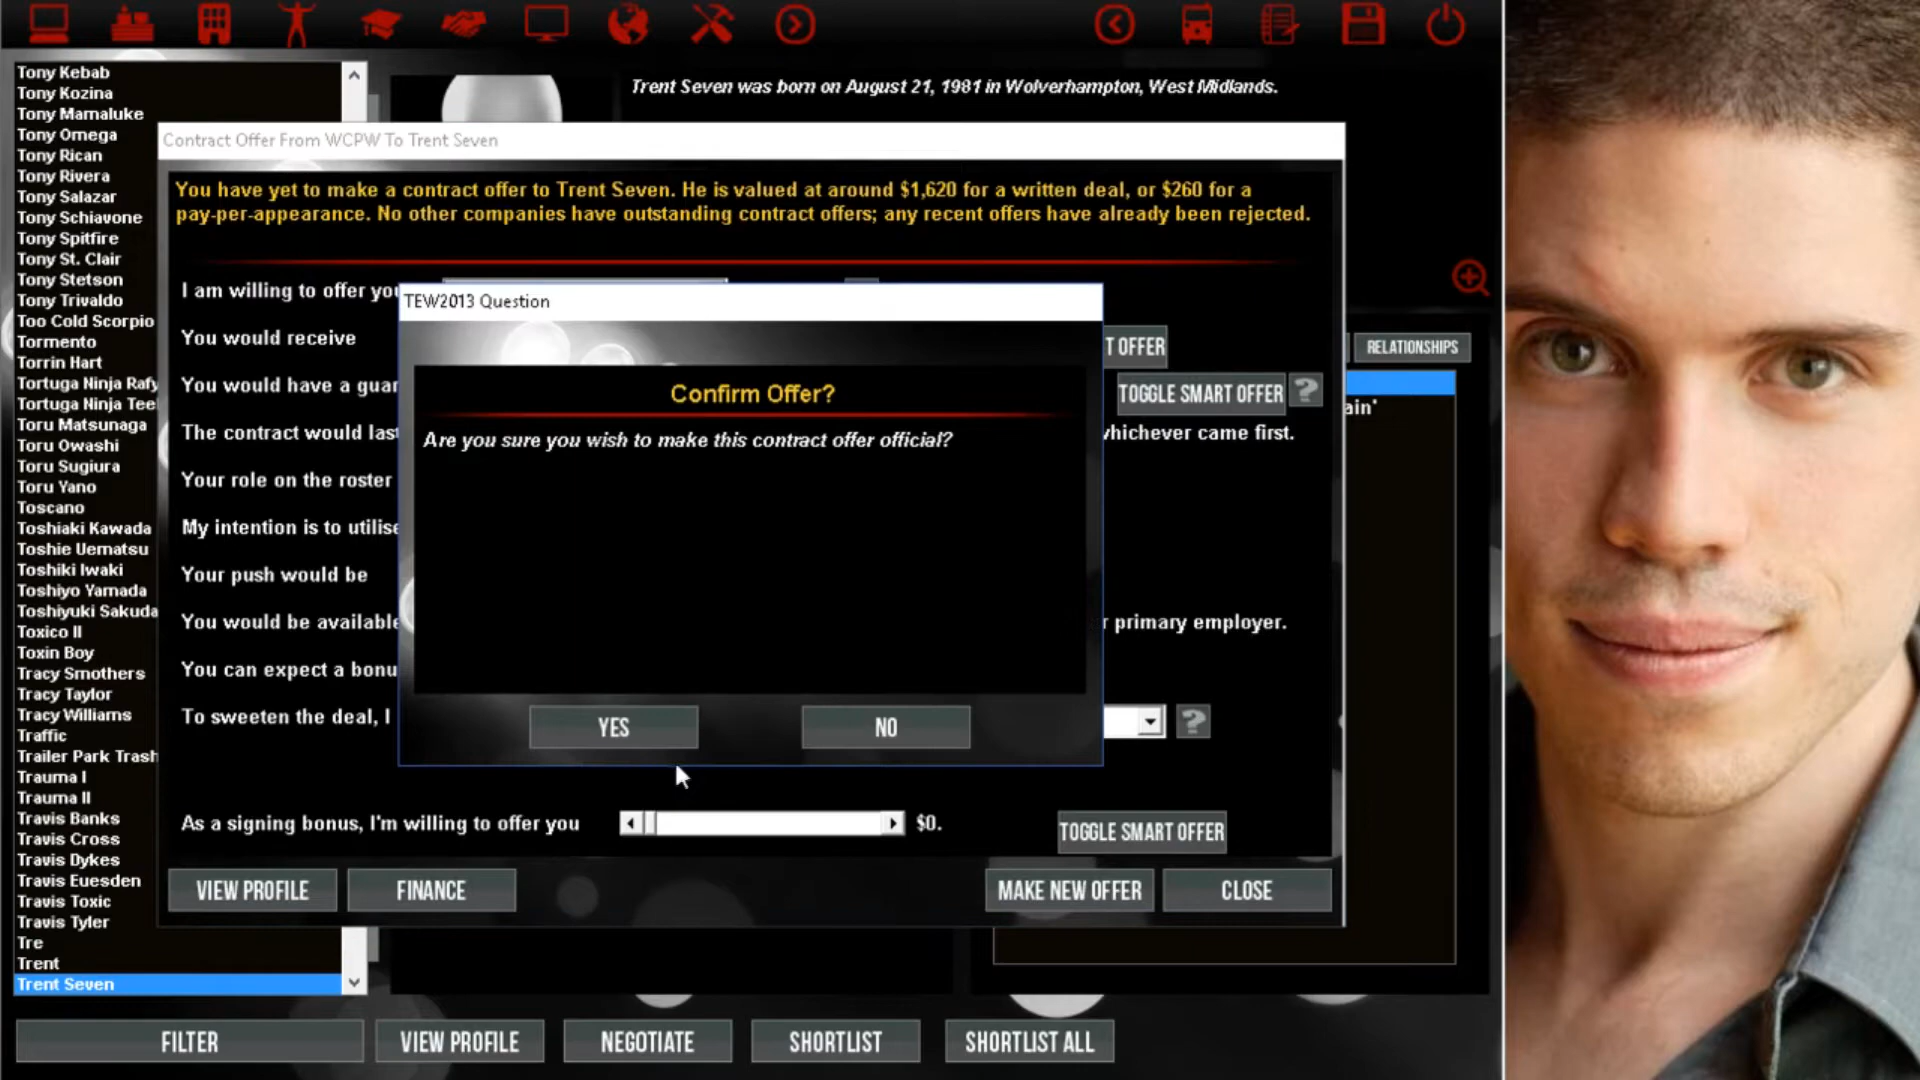 Trent Seven was born on August 21, 1981 in Wolverhampton, West Midlands.
Tony Kebab
Tony Kozina
Tony Mamaluke
Tony Omega
Tony Rican
Tony Rivera
Tony Salazar
Tony Schiavone
Tony Spitfire
Tony St. Clair
Tony Stetson
Tony Trivaldo
Too Cold Scorpio
Tormento
Torrin Hart
Tortuga Ninja Rafy
Tortuga Ninja Tee
Toru Matsunaga
Toru Owashi
Toru Sugiura
Toru Yano
Toscano
Toshiaki Kawada
Toshie Uematsu
Toshiki Iwaki
Toshiyo Yamada
Toshiyuki Sakuda
Toxico II
Toxin Boy
Tracy Smothers
Tracy Taylor
Tracy Williams
Traffic
Trailer Park Trash
Trauma I
Trauma II
Travis Banks
Travis Cross
Travis Dykes
Travis Euesden
Travis Toxic
Travis Tyler
Tre
Trent
Trent Seven
Contract Offer From WCPW To Trent Seven
You have yet to make a contract offer to Trent Seven. He is valued at around $1,620 for a written deal, or $260 for a
pay-per-appearance. No other companies have outstanding contract offers; any recent offers have already been rejected.
I am willing to offer you
You would receive
T OFFER
You would have a guar
TOGGLE SMART OFFER ?
The contract would last
whichever came first.
Your role on the roster
My intention is to utilise
Your push would be
You would be available
r primary employer.
You can expect a bonu
To sweeten the deal, I
?
As a signing bonus, I'm willing to offer you
$0.
TOGGLE SMART OFFER
VIEW PROFILE
FINANCE
MAKE NEW OFFER
CLOSE
TEW2013 Question
Confirm Offer?
Are you sure you wish to make this contract offer official?
YES
NO
RELATIONSHIPS
ain'
FILTER
VIEW PROFILE
NEGOTIATE
SHORTLIST
SHORTLIST ALL